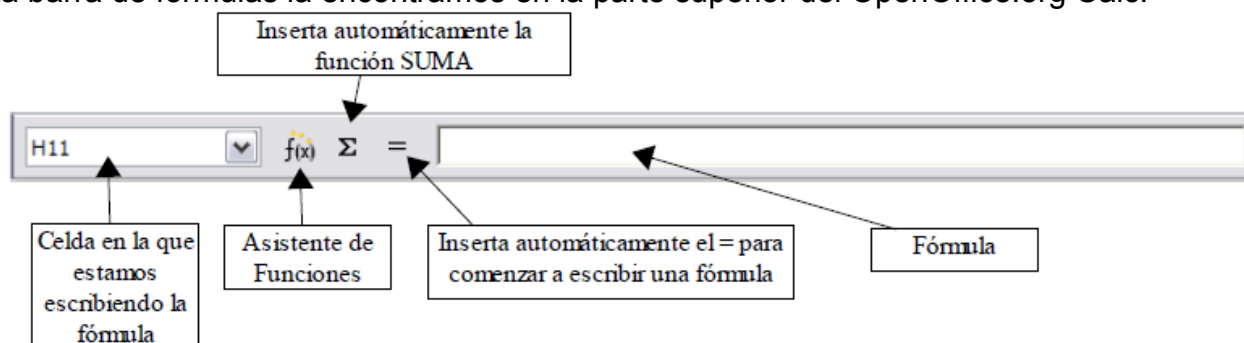 la barra de fórmulas la encontramos en la parte superior del OpenOffice.org Calc.
Inserta automáticamente la
función SUMA
H11
f(x) Σ =
Celda en la que
estamos
escribiendo la
fórmula
Asistente de
Funciones
Inserta automáticamente el = para
comenzar a escribir una fórmula
Fórmula